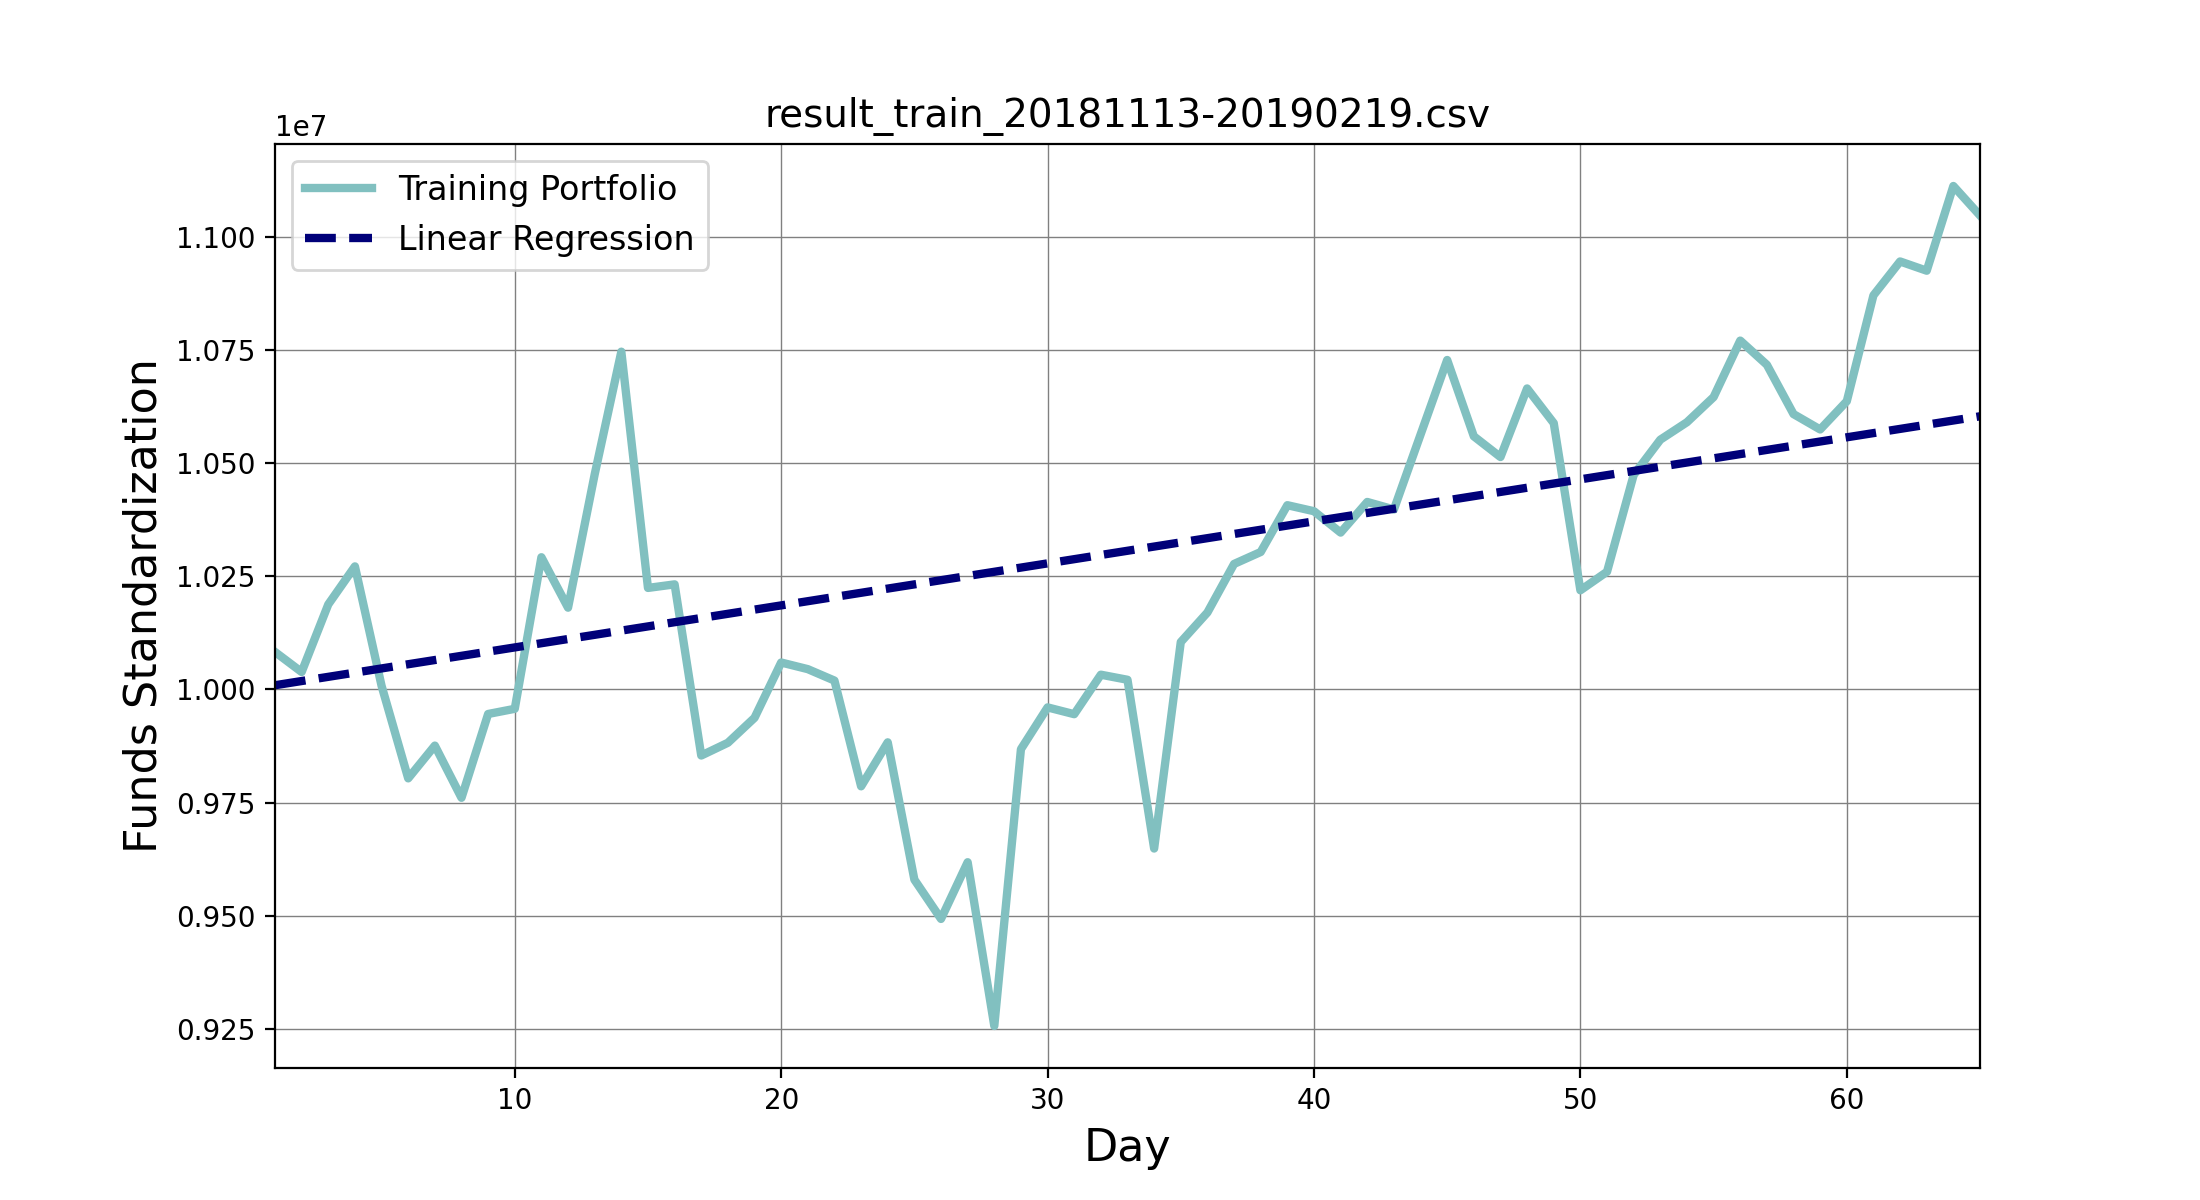 result_train_20181113-20190219.csv
1e7
Training Portfolio
Linear Regression
1.100
1.075
1.050
1.025
1.000
0.975
0.950
0.925
Funds Standardization
10 20 30 40 50 60
Day